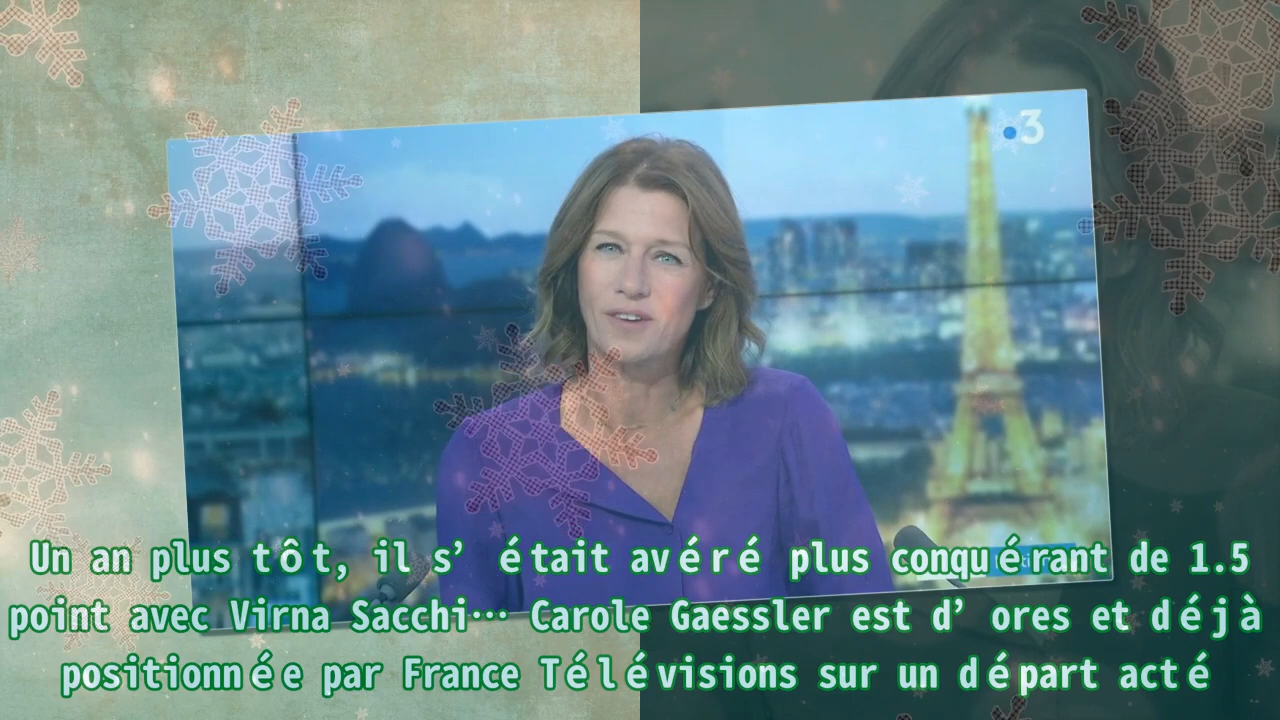 3
Un an plus tôt, il s’ était avéré plus conquérant de 1.5
point avec Virna Sacchi… Carole Gaessler est d’ ores et déjà
positionnée par France Télévisions sur un départ acté